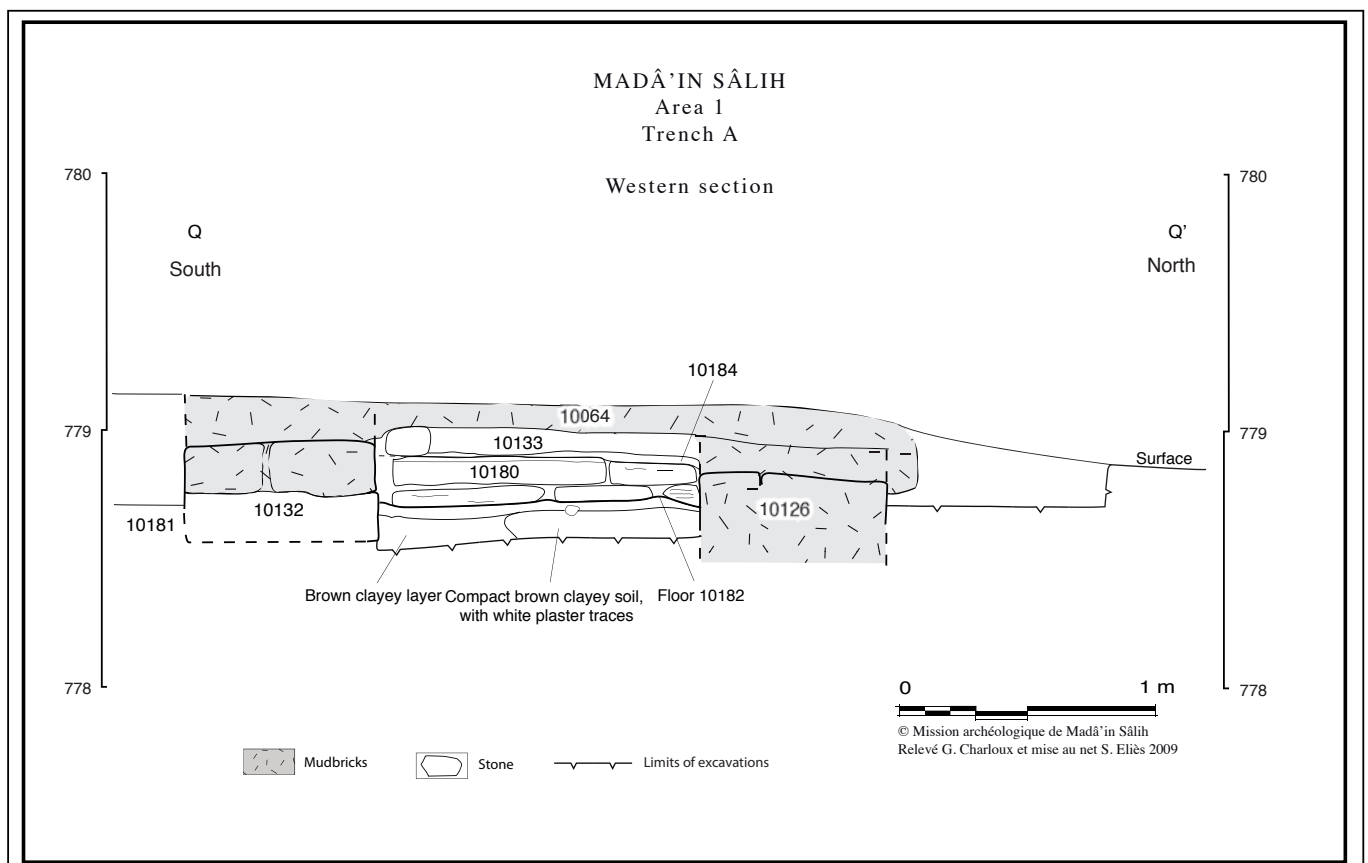 MADÂ'IN SÂLIH
Area 1
Trench A
Western section
780
780
Q
Q'
South
North
10184
10064
779
779
10133
Surface
10180
10132
10126
10181
Brown clayey layer
Compact brown clayey soil,
with white plaster traces
Floor 10182
778
778
0 1 m
© Mission archéologique de Madâ'in Sâlih
Relevé G. Charloux et mise au net S. Eliès 2009
Mudbricks
Stone
Limits of excavations